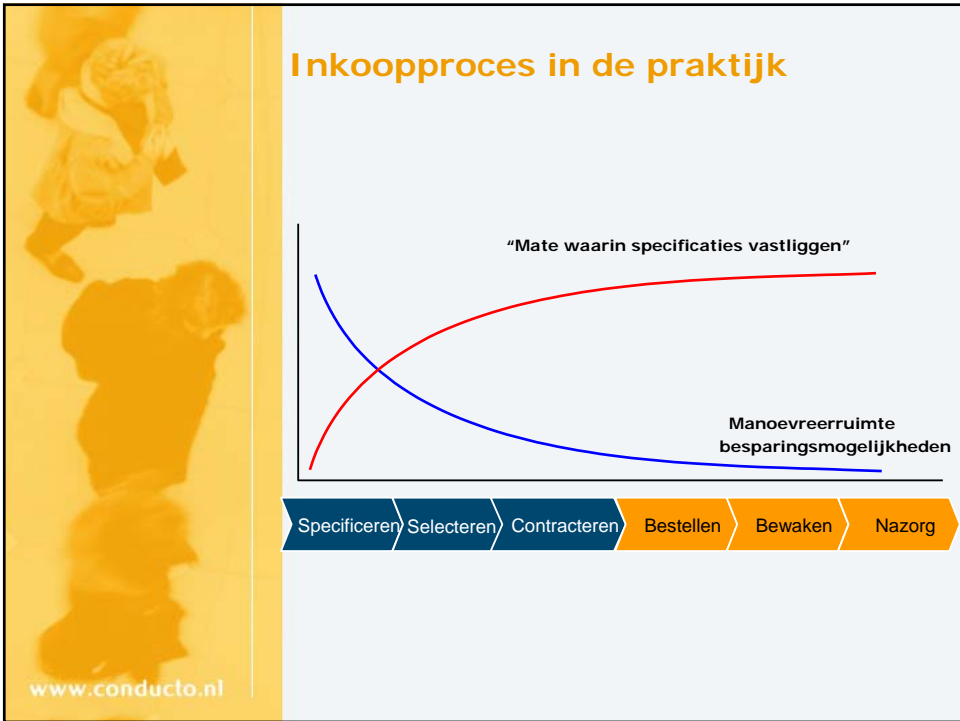 Inkoopproces in de praktijk
“Mate waarin specificaties vastliggen”
Manoevreerruimte
besparingsmogelijkheden
Specificeren Selecteren Contracteren Bestellen Bewaken Nazorg
www.conducto.nl